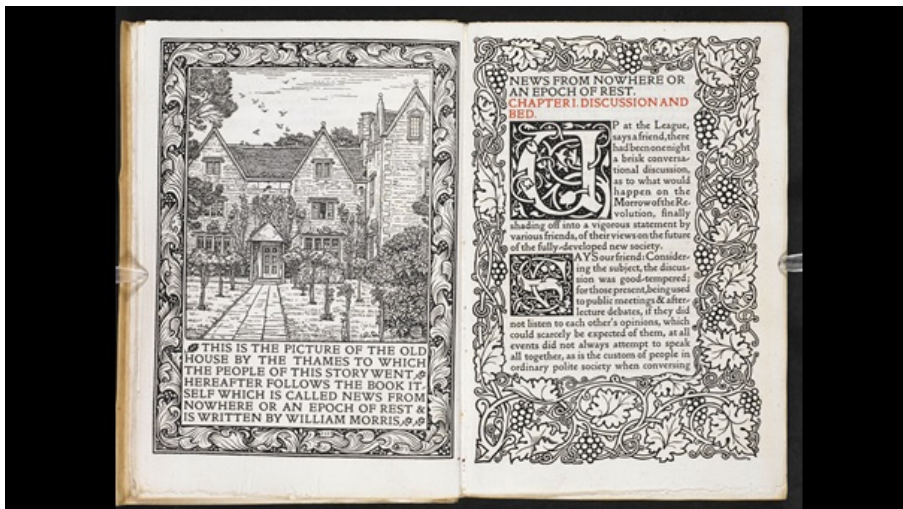 THIS IS THE PICTURE OF THE OLD
HOUSE BY THE THAMES TO WHICH
THE PEOPLE OF THIS STORY WENT
HEREAFTER FOLLOWS THE BOOK IT-
SELF WHICH IS CALLED NEWS FROM
NOWHERE OR AN EPOCH OF REST &
IS WRITTEN BY WILLIAM MORRIS
NEWS FROM NOWHERE OR
AN EPOCH OF REST.
CHAPTER I. DISCUSSION AND
BED.
UP at the League,
says a friend, there
had been one night
a brisk conversa-
tional discussion,
as to what would
happen on the
Morrow of the Re-
volution, finally
shading off into a vigorous statement by
various friends, of their views on the future
of the fully-developed new society.
SAYS our friend: Consider-
ing the subject, the discus-
sion was good-tempered;
for those present, being used
to public meetings & after-
lecture debates, if they did
not listen to each other's opinions, which
could scarcely be expected of them, at all
events did not always attempt to speak
all together, as is the custom of people in
ordinary polite society when conversing